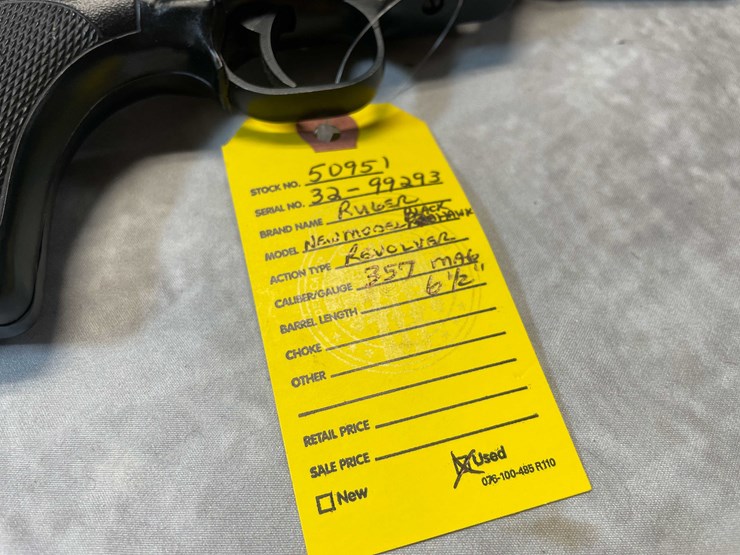 STOCK NO. 50951
SERIAL NO. 32-99293
BRAND NAME RUGER
MODEL NEW MODEL BLACK
ACTION TYPE REVOLVER
CALIBER/GAUGE 357 MAG
BARREL LENGTH 6 1/2"
CHOKE
OTHER
RETAIL PRICE
SALE PRICE
New Used
076-100-485 R110